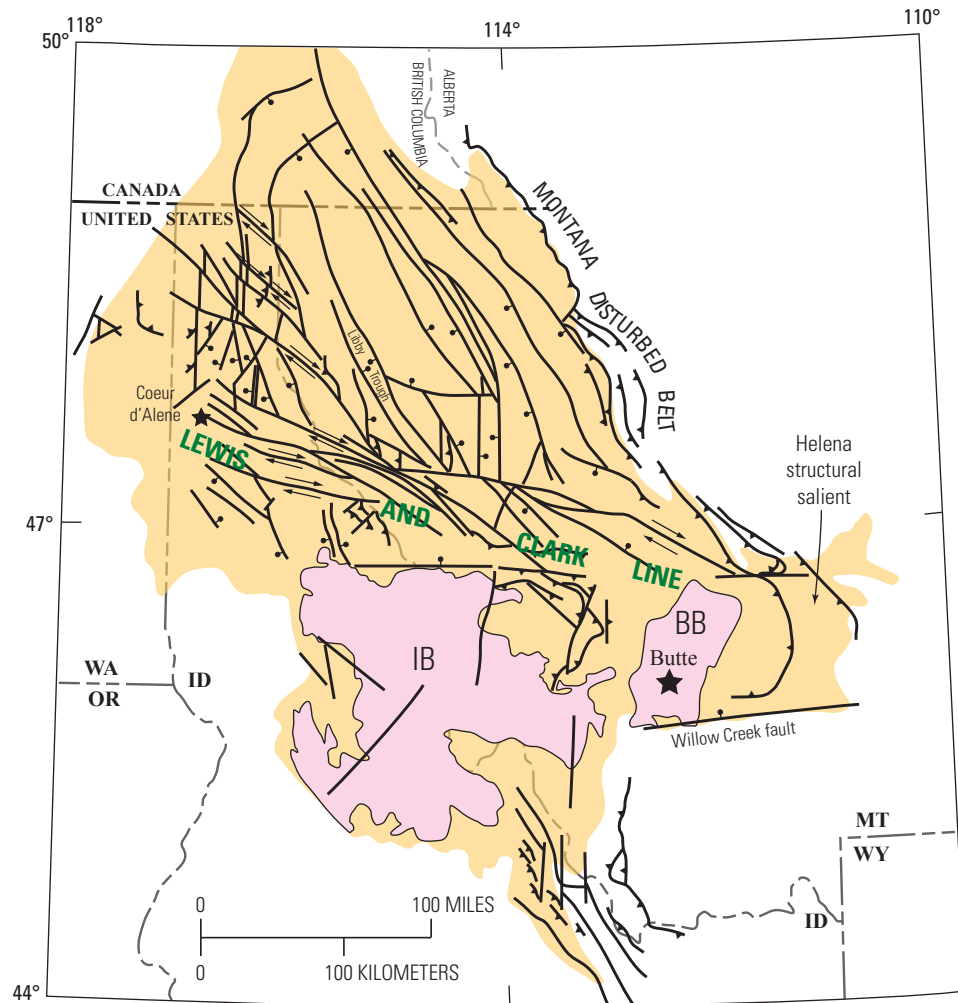 118°
114°
110°
50°
ALBERTA
BRITISH COLUMBIA
CANADA
UNITED STATES
MONTANA
DISTURBED
BELT
Libby
Trough
Coeur
d'Alene
LEWIS
AND
CLARK
LINE
Helena
structural
salient
47°
IB
BB
Butte
WA
OR
ID
Willow Creek fault
MT
WY
ID
0
100 MILES
0
100 KILOMETERS
44°